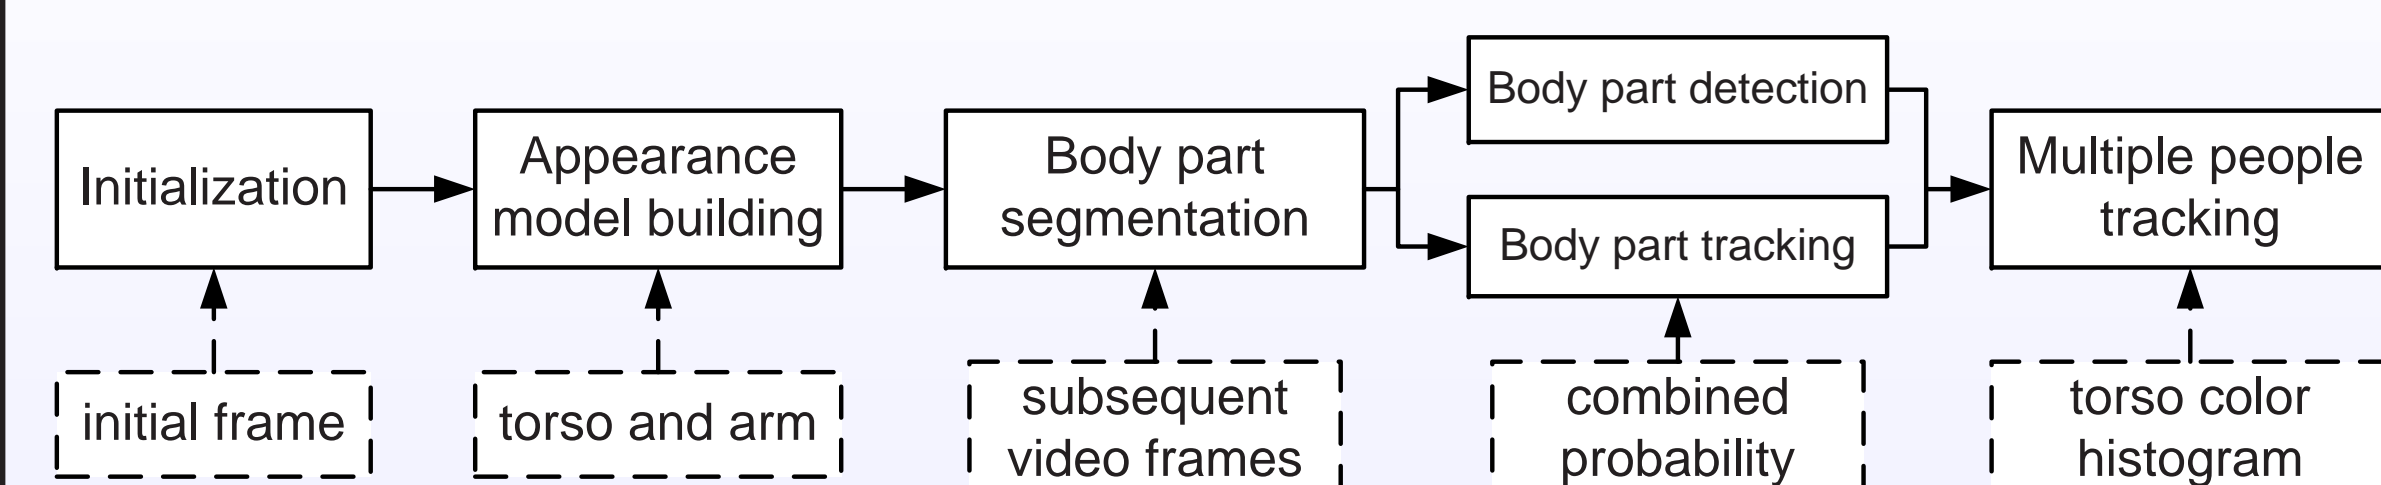 Initialization
Appearance
model building
Body part
segmentation
Body part detection
Body part tracking
Multiple people
tracking
initial frame
torso and arm
subsequent
video frames
combined
probability
torso color
histogram